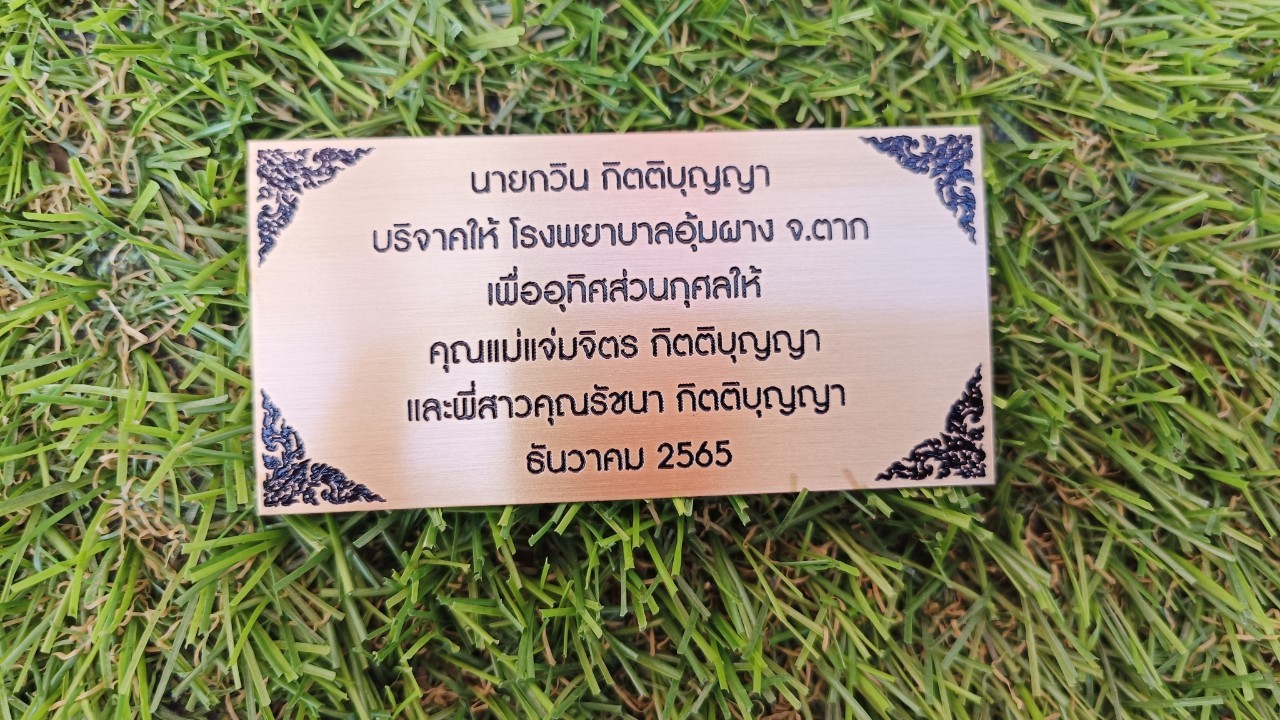 นายกวิน กิตติบุญญา
บริจาคให้ โรงพยาบาลอุ้มผาง จ.ตาก
เพื่ออุทิศส่วนกุศลให้
คุณแม่แจ่มจิตร กิตติบุญญา
และพี่สาวคุณรัชนา กิตติบุญญา
ธันวาคม 2565